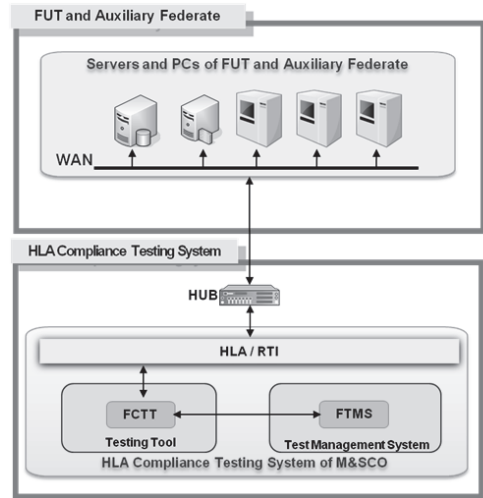 FUT and Auxiliary Federate
Servers and PCs of FUT and Auxiliary Federate
WAN
HLA Compliance Testing System
HUB
HLA / RTI
FCTT
FTMS
Testing Tool
Test Management System
HLA Compliance Testing System of M&SCO